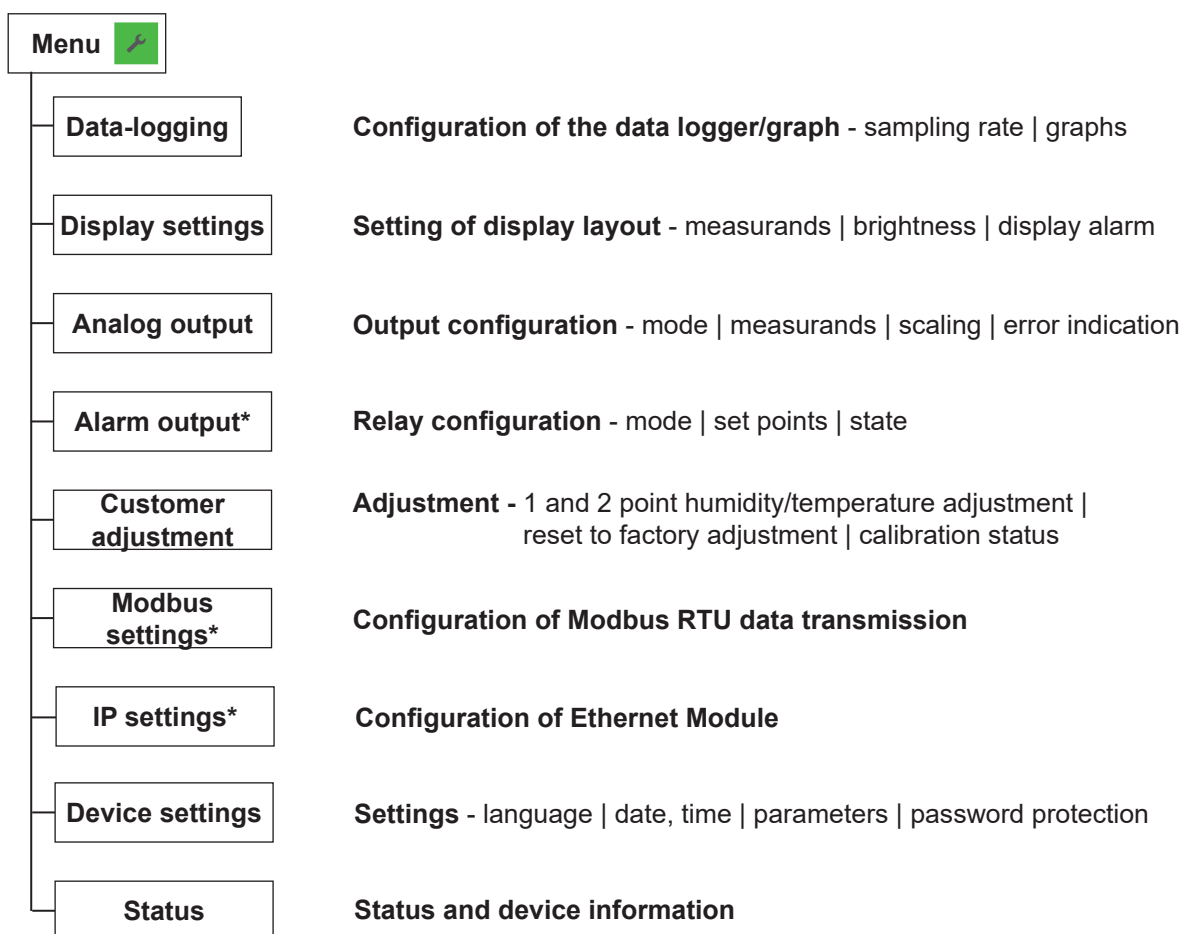 Menu
Data-logging
Configuration of the data logger/graph - sampling rate | graphs
Display settings
Setting of display layout - measurands | brightness | display alarm
Analog output
Output configuration - mode | measurands | scaling | error indication
Alarm output*
Relay configuration - mode | set points | state
Customer
adjustment
Adjustment - 1 and 2 point humidity/temperature adjustment |
reset to factory adjustment | calibration status
Modbus
settings*
Configuration of Modbus RTU data transmission
IP settings*
Configuration of Ethernet Module
Device settings
Settings - language | date, time | parameters | password protection
Status
Status and device information